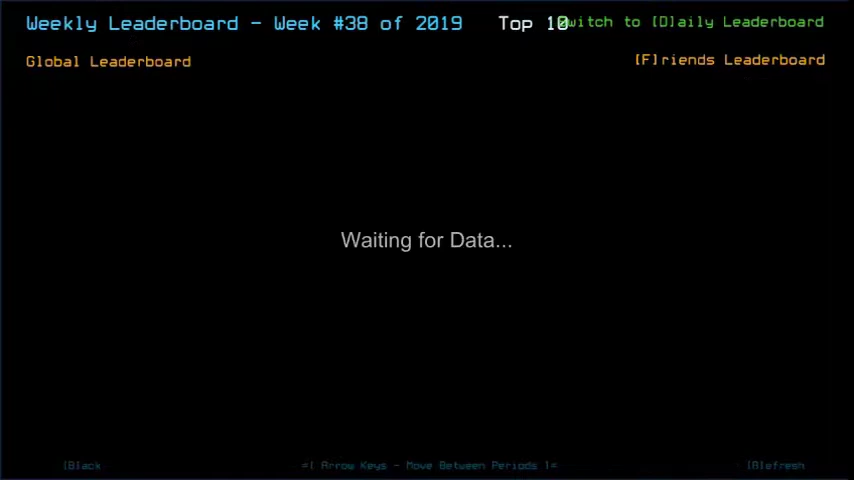 Weekly Leaderboard - Week #38 of 2019 Top 10 witch to [D]aily Leaderboard
Global Leaderboard [F]riends Leaderboard
Waiting for Data...
[B]ack =[ Arrow Keys - Move Between Periods ]= [R]efresh